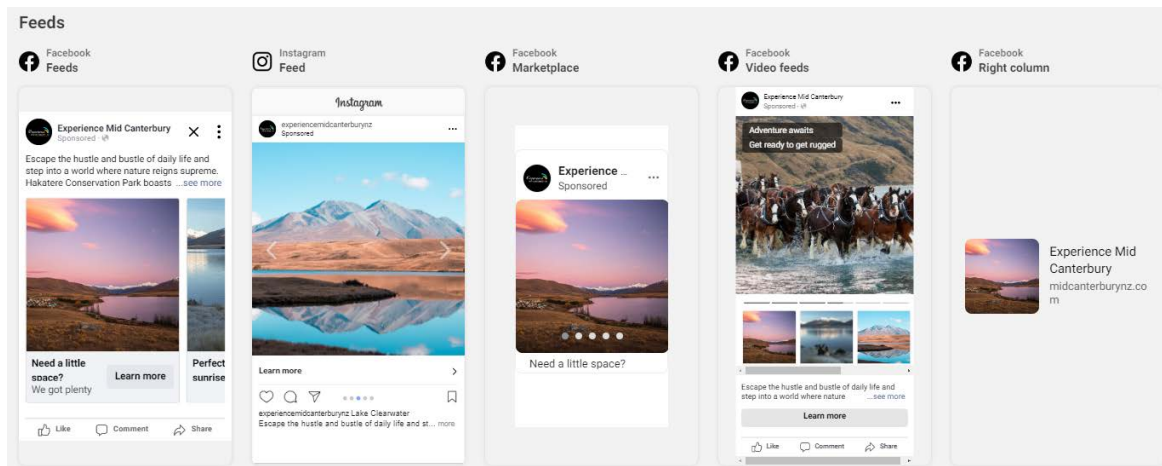 Feeds
Facebook
Feeds
Instagram
Feed
Facebook
Marketplace
Facebook
Video feeds
Facebook
Right column
Experience Mid Canterbury
Sponsored ·
Escape the hustle and bustle of daily life and
step into a world where nature reigns supreme.
Hakatere Conservation Park boasts ...see more
Need a little
space?
We got plenty
Learn more
Perfect
sunrise
Like
Comment
Share
Instagram
experiencemidcanterburynz
Sponsored
Learn more
experiencemidcanterburynz Lake Clearwater
Escape the hustle and bustle of daily life and st... more
Experience ...
Sponsored
Need a little space?
Experience Mid Canterbury
Sponsored ·
Adventure awaits
Get ready to get rugged
Escape the hustle and bustle of daily life and
step into a world where nature ...see more
Learn more
Like
Comment
Share
Experience Mid
Canterbury
midcanterburynz.co
m